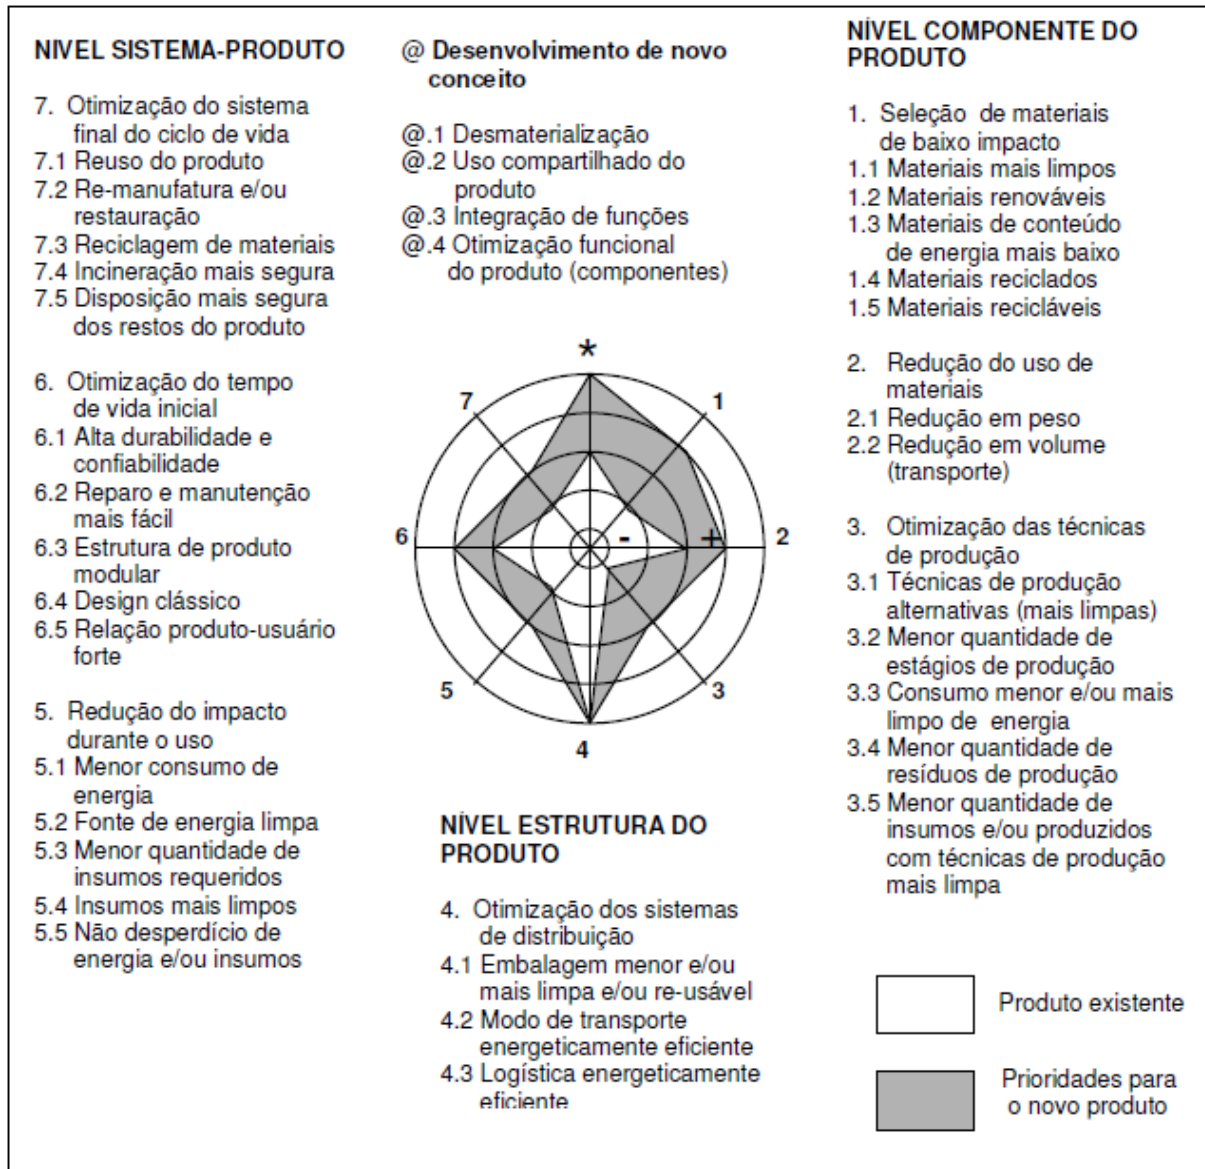 NIVEL SISTEMA-PRODUTO
7. Otimização do sistema
final do ciclo de vida
7.1 Reuso do produto
7.2 Re-manufatura e/ou
restauração
7.3 Reciclagem de materiais
7.4 Incineração mais segura
7.5 Disposição mais segura
dos restos do produto
6. Otimização do tempo
de vida inicial
6.1 Alta durabilidade e
confiabilidade
6.2 Reparo e manutenção
mais fácil
6.3 Estrutura de produto
modular
6.4 Design clássico
6.5 Relação produto-usuário
forte
5. Redução do impacto
durante o uso
5.1 Menor consumo de
energia
5.2 Fonte de energia limpa
5.3 Menor quantidade de
insumos requeridos
5.4 Insumos mais limpos
5.5 Não desperdício de
energia e/ou insumos
@ Desenvolvimento de novo
conceito
@.1 Desmaterialização
@.2 Uso compartilhado do
produto
@.3 Integração de funções
@.4 Otimização funcional
do produto (componentes)
*
7
1
6
-
+
2
5
3
4
NÍVEL ESTRUTURA DO
PRODUTO
4. Otimização dos sistemas
de distribuição
4.1 Embalagem menor e/ou
mais limpa e/ou re-usável
4.2 Modo de transporte
energeticamente eficiente
4.3 Logística energeticamente
eficiente
NÍVEL COMPONENTE DO
PRODUTO
1. Seleção de materiais
de baixo impacto
1.1 Materiais mais limpos
1.2 Materiais renováveis
1.3 Materiais de conteúdo
de energia mais baixo
1.4 Materiais reciclados
1.5 Materiais recicláveis
2. Redução do uso de
materiais
2.1 Redução em peso
2.2 Redução em volume
(transporte)
3. Otimização das técnicas
de produção
3.1 Técnicas de produção
alternativas (mais limpas)
3.2 Menor quantidade de
estágios de produção
3.3 Consumo menor e/ou mais
limpo de energia
3.4 Menor quantidade de
resíduos de produção
3.5 Menor quantidade de
insumos e/ou produzidos
com técnicas de produção
mais limpa
Produto existente
Prioridades para
o novo produto